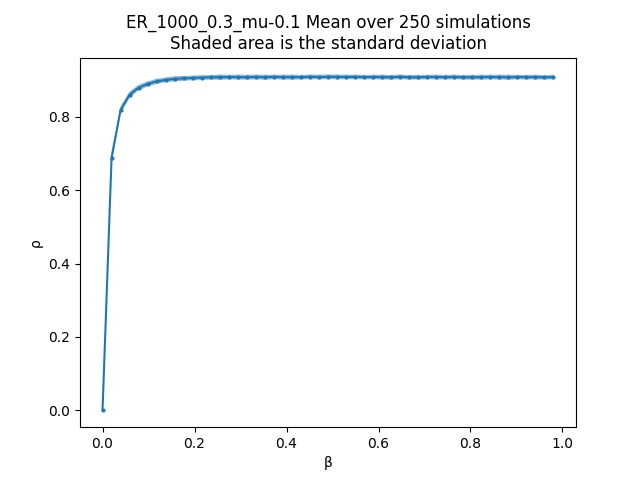 ER_1000_0.3_mu-0.1 Mean over 250 simulations
Shaded area is the standard deviation
0.8
0.6
ρ
0.4
0.2
0.0
0.0 0.2 0.4 0.6 0.8 1.0
β